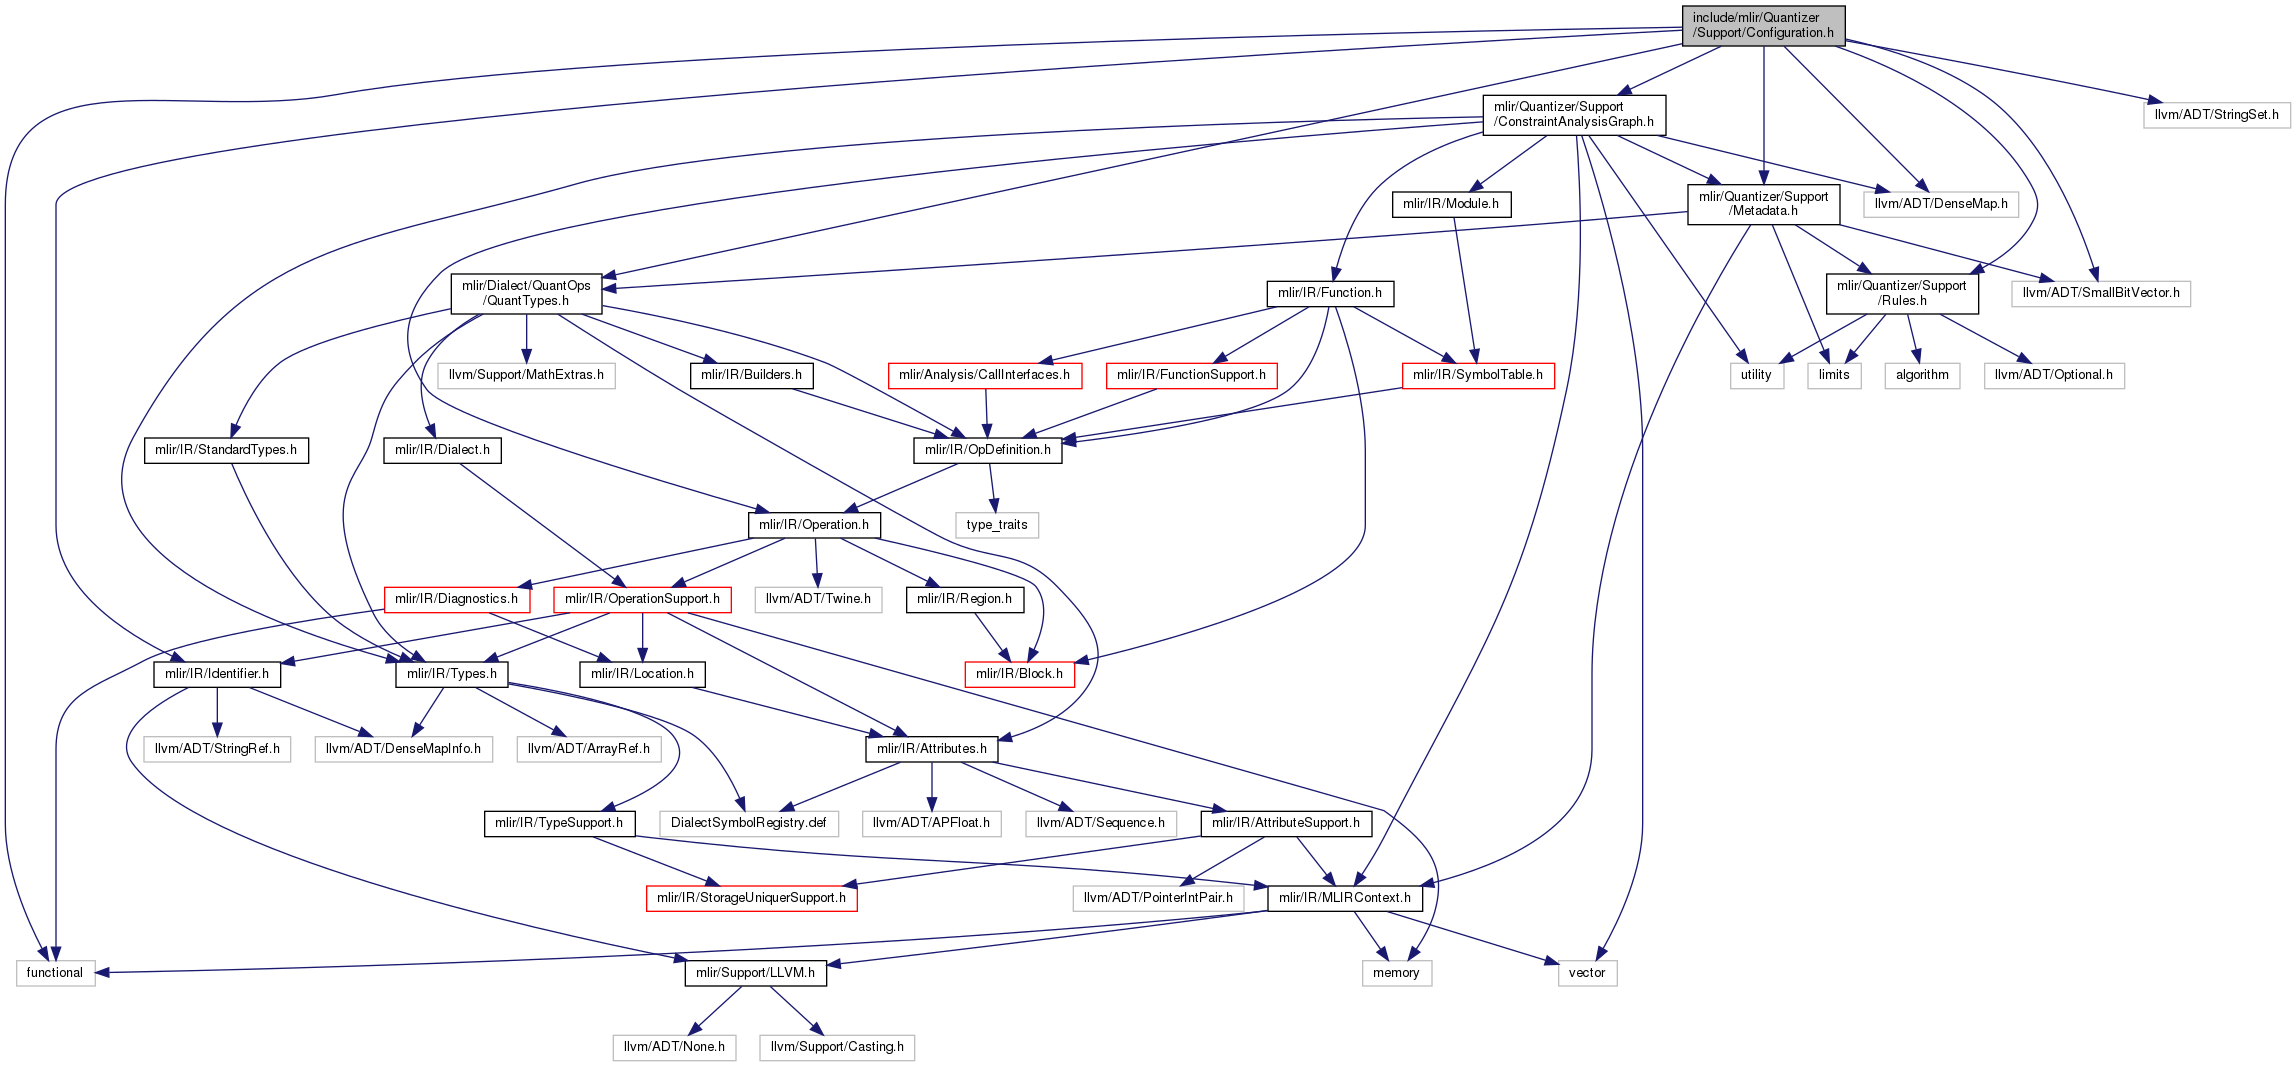 include/mlir/Quantizer
/Support/Configuration.h
mlir/Quantizer/Support
/ConstraintAnalysisGraph.h
llvm/ADT/StringSet.h
mlir/IR/Module.h
mlir/Quantizer/Support
/Metadata.h
llvm/ADT/DenseMap.h
mlir/Dialect/QuantOps
/QuantTypes.h
mlir/IR/Function.h
mlir/Quantizer/Support
/Rules.h
llvm/ADT/SmallBitVector.h
llvm/Support/MathExtras.h
mlir/IR/Builders.h
mlir/Analysis/CallInterfaces.h
mlir/IR/FunctionSupport.h
mlir/IR/SymbolTable.h
utility
limits
algorithm
llvm/ADT/Optional.h
mlir/IR/StandardTypes.h
mlir/IR/Dialect.h
mlir/IR/OpDefinition.h
mlir/IR/Operation.h
type_traits
mlir/IR/Diagnostics.h
mlir/IR/OperationSupport.h
llvm/ADT/Twine.h
mlir/IR/Region.h
mlir/IR/Identifier.h
mlir/IR/Types.h
mlir/IR/Location.h
mlir/IR/Block.h
llvm/ADT/StringRef.h
llvm/ADT/DenseMapInfo.h
llvm/ADT/ArrayRef.h
mlir/IR/Attributes.h
mlir/IR/TypeSupport.h
DialectSymbolRegistry.def
llvm/ADT/APFloat.h
llvm/ADT/Sequence.h
mlir/IR/AttributeSupport.h
mlir/IR/StorageUniquerSupport.h
llvm/ADT/PointerIntPair.h
mlir/IR/MLIRContext.h
functional
mlir/Support/LLVM.h
memory
vector
llvm/ADT/None.h
llvm/Support/Casting.h